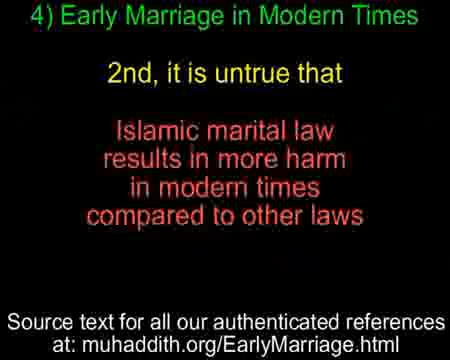 4) Early Marriage in Modern Times
2nd, it is untrue that
Islamic marital law
results in more harm
in modern times
compared to other laws
Source text for all our authenticated references
at: muhaddith.org/EarlyMarriage.html